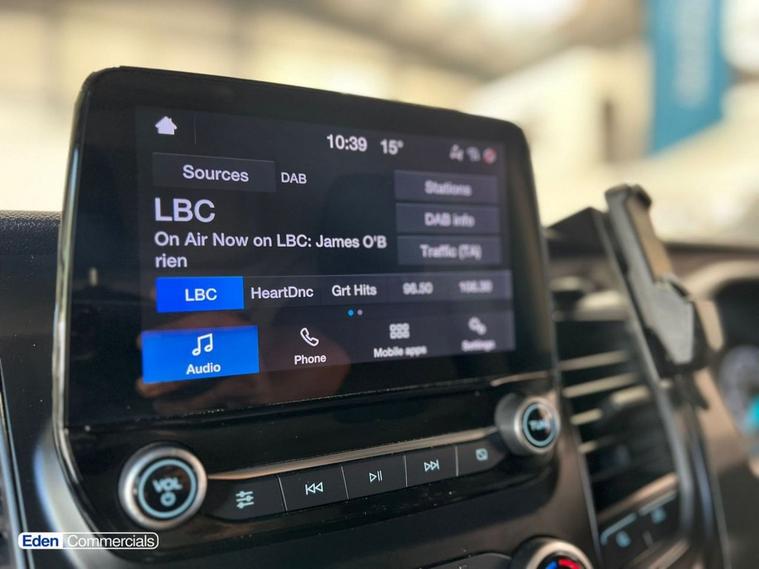 10:39 15°
Sources DAB
Stations
LBC
DAB info
On Air Now on LBC: James O'B
rien
Traffic (TA)
LBC HeartDnc Grt Hits 96.50
Audio Phone Mobile apps Settings
VOL
TUNE
Eden Commercials